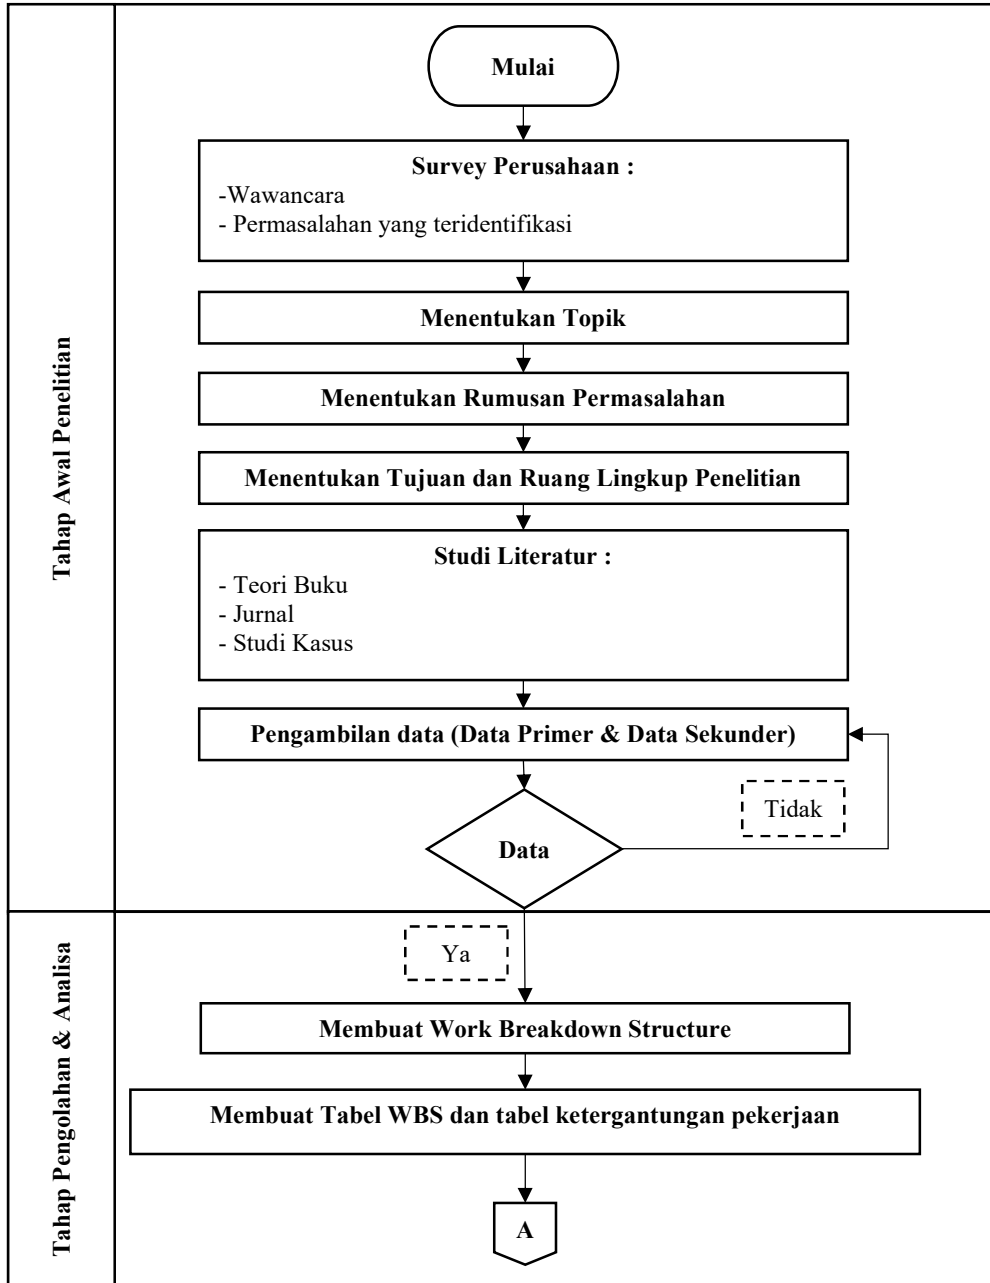 Tahap Awal Penelitian
Mulai
Survey Perusahaan :
-Wawancara
- Permasalahan yang teridentifikasi
Menentukan Topik
Menentukan Rumusan Permasalahan
Menentukan Tujuan dan Ruang Lingkup Penelitian
Studi Literatur :
- Teori Buku
- Jurnal
- Studi Kasus
Pengambilan data (Data Primer & Data Sekunder)
Tidak
Data
Tahap Pengolahan & Analisa
Ya
Membuat Work Breakdown Structure
Membuat Tabel WBS dan tabel ketergantungan pekerjaan
A